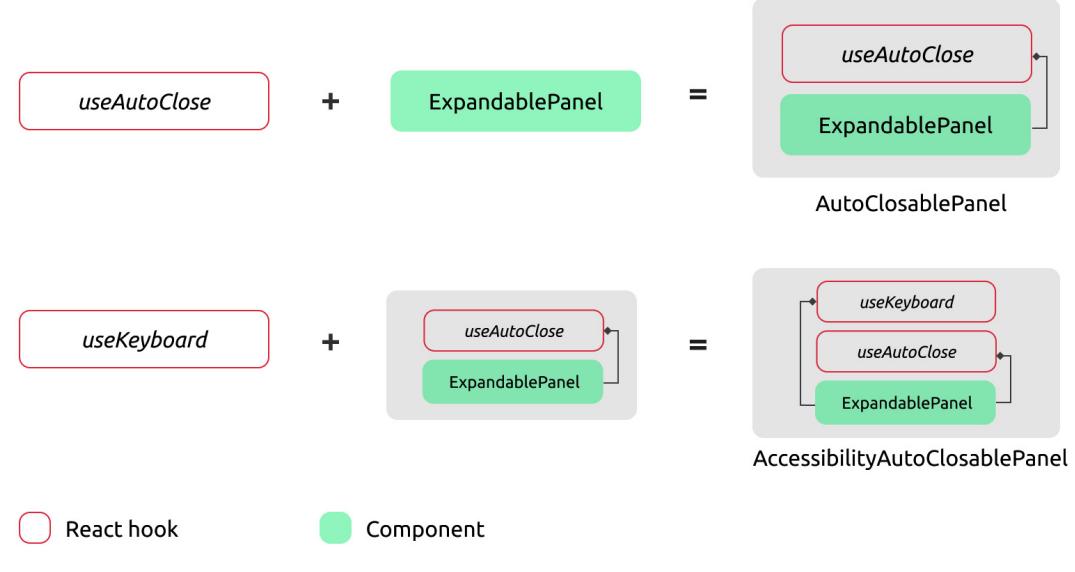 useAutoClose
+
ExpandablePanel
=
useAutoClose
ExpandablePanel
AutoClosablePanel
useKeyboard
+
useAutoClose
ExpandablePanel
=
useKeyboard
useAutoClose
ExpandablePanel
AccessibilityAutoClosablePanel
React hook
Component